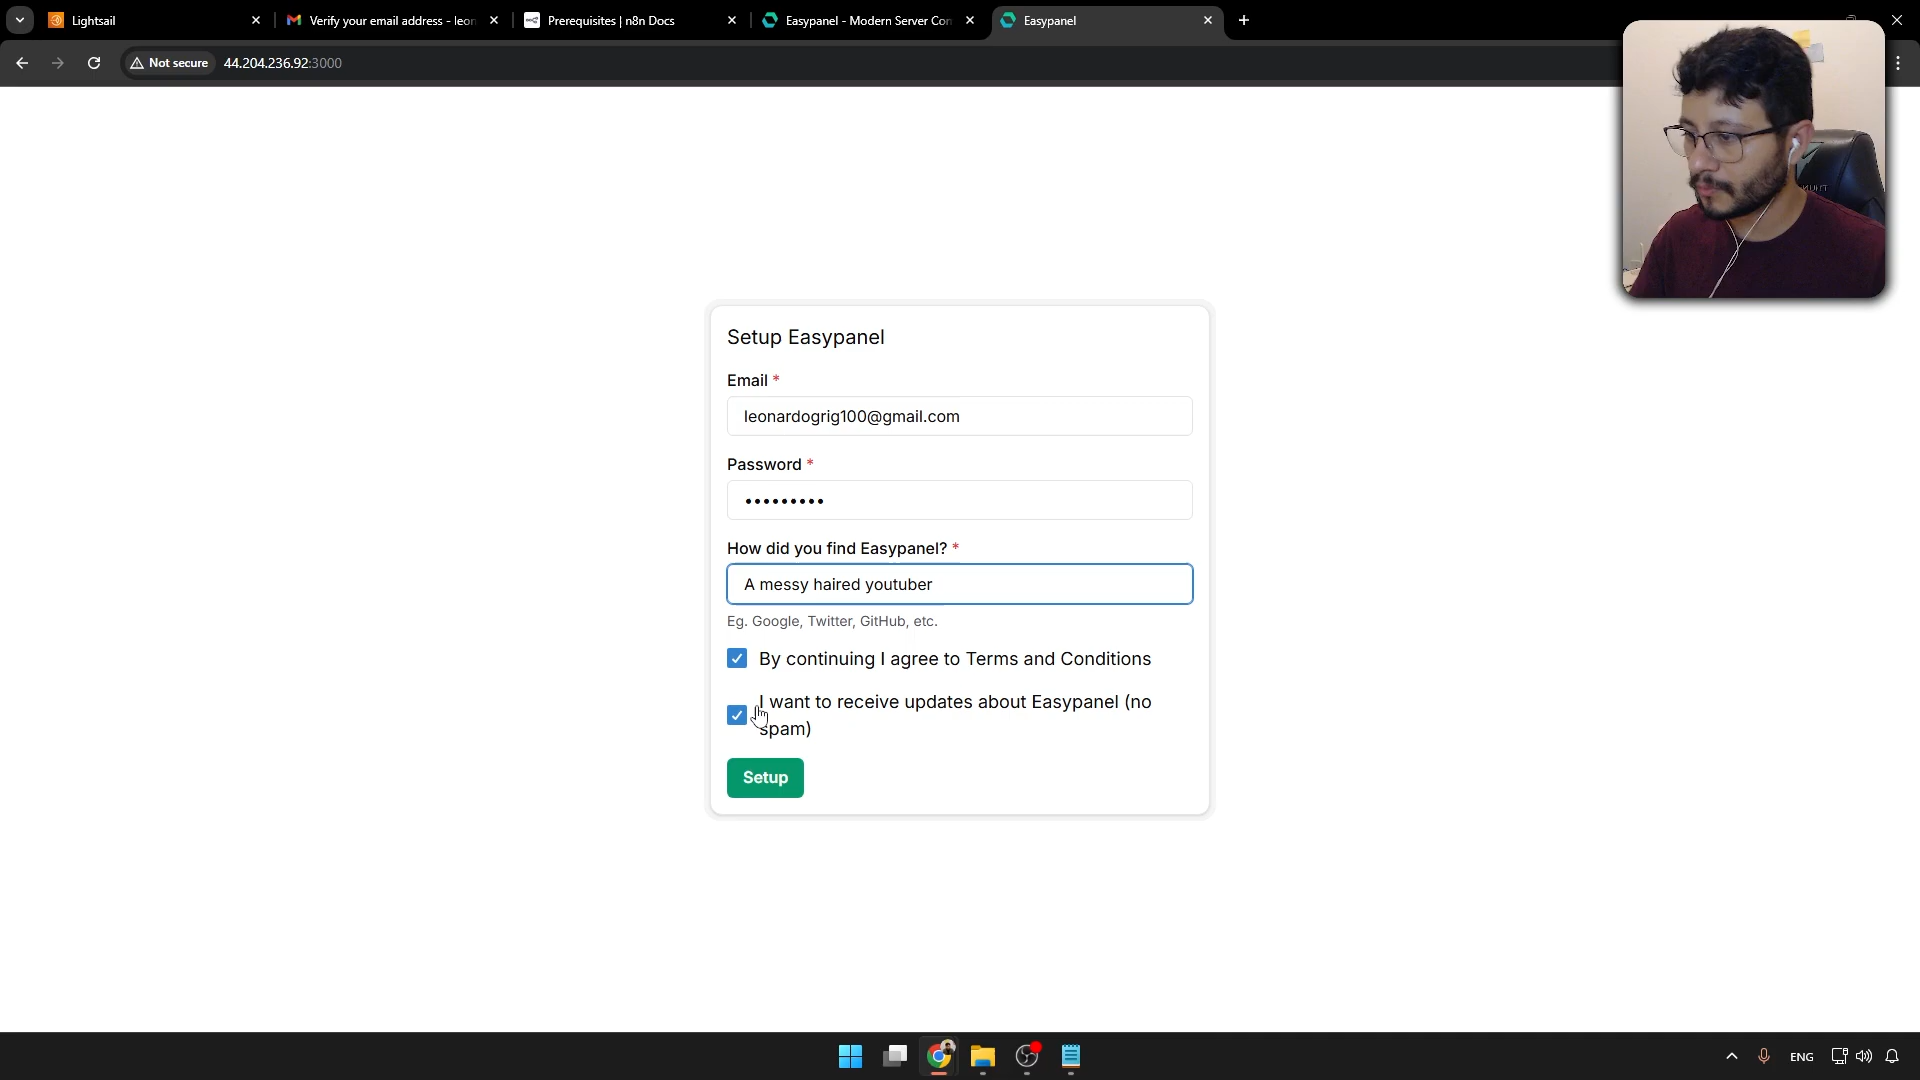 Lightsail
Verify your email address - leon
Prerequisites | n8n Docs
Easypanel - Modern Server Con
Easypanel
Not secure
44.204.236.92:3000
Setup Easypanel
Email *
leonardogrig100@gmail.com
Password *
•••••••••
How did you find Easypanel? *
A messy haired youtuber
Eg. Google, Twitter, GitHub, etc.
By continuing I agree to Terms and Conditions
I want to receive updates about Easypanel (no
spam)
Setup
ENG